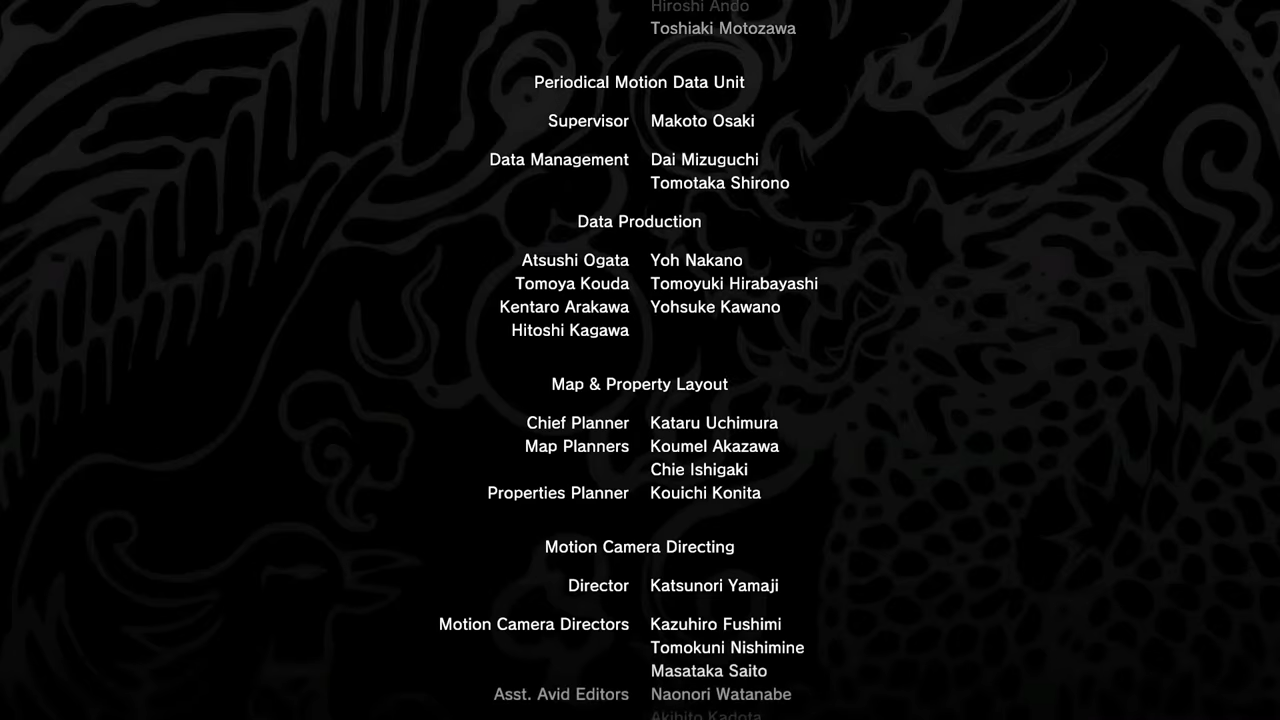 Hiroshi Ando
Toshiaki Motozawa
Periodical Motion Data Unit
Supervisor Makoto Osaki
Data Management Dai Mizuguchi
Tomotaka Shirono
Data Production
Atsushi Ogata Yoh Nakano
Tomoya Kouda Tomoyuki Hirabayashi
Kentaro Arakawa Yohsuke Kawano
Hitoshi Kagawa
Map & Property Layout
Chief Planner Kataru Uchimura
Map Planners Koumel Akazawa
Chie Ishigaki
Properties Planner Kouichi Konita
Motion Camera Directing
Director Katsunori Yamaji
Motion Camera Directors Kazuhiro Fushimi
Tomokuni Nishimine
Masataka Saito
Asst. Avid Editors Naonori Watanabe
Akihito Kadota